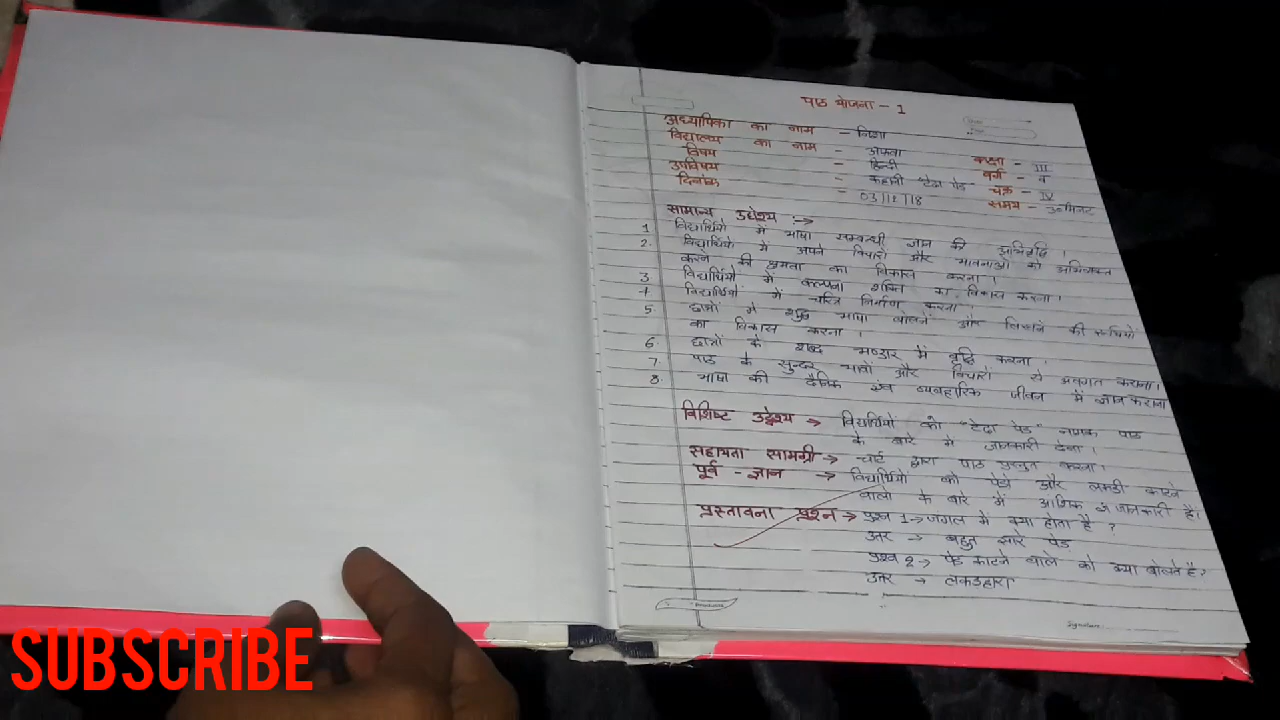 पाठ योजना - 1
अध्यापिका का नाम - निशा
विद्यालय का नाम -
विषय - हिन्दी कक्षा - III
उपविषय - कहानी "टेढ़ा पेड़" वर्ग - व
दिनांक - 03/12/18 चक्र - IV
समय -
सामान्य उद्देश्य :->
1 विद्यार्थियों में भाषा सम्बन्धी ज्ञान की अभिवृद्धि ।
2. विद्यार्थियों में अपने विचारों और भावनाओं को अभिव्यक्त
करने की क्षमता का विकास करना ।
3 विद्यार्थियों में कल्पना शक्ति का विकास करना ।
4 विद्यार्थियों में चरित्र निर्माण करना ।
5. छात्रों में शुद्ध भाषा बोलने और लिखने की
का विकास करना ।
6. छात्रों के शब्द भण्डार में वृद्धि करना ।
7. पाठ के सुन्दर भावों और विचारों से अवगत कराना ।
8. भाषा की दैनिक एंव व्यवहारिक जीवन में ज्ञान कराना
विशिष्ट उद्देश्य -> विद्यार्थियों को "टेढ़ा पेड़" नामक पाठ
के बारे में जानकारी देना ।
सहायता सामग्री -> चार्ट द्वारा पाठ प्रस्तुत करना ।
पूर्व - ज्ञान -> विद्यार्थियों को पेड़ो और लकड़ी काटने
वालो के बारे में जानकारी है।
प्रस्तावना प्रश्न -> प्रश्न 1 -> जंगल में क्या होता है ?
उत्तर -> बहुत सारे पेड़
प्रश्न 2 -> पेड़ काटने वाले को क्या बोलते है ?
उत्तर -> लकड़हारा
Signature
SUBSCRIBE